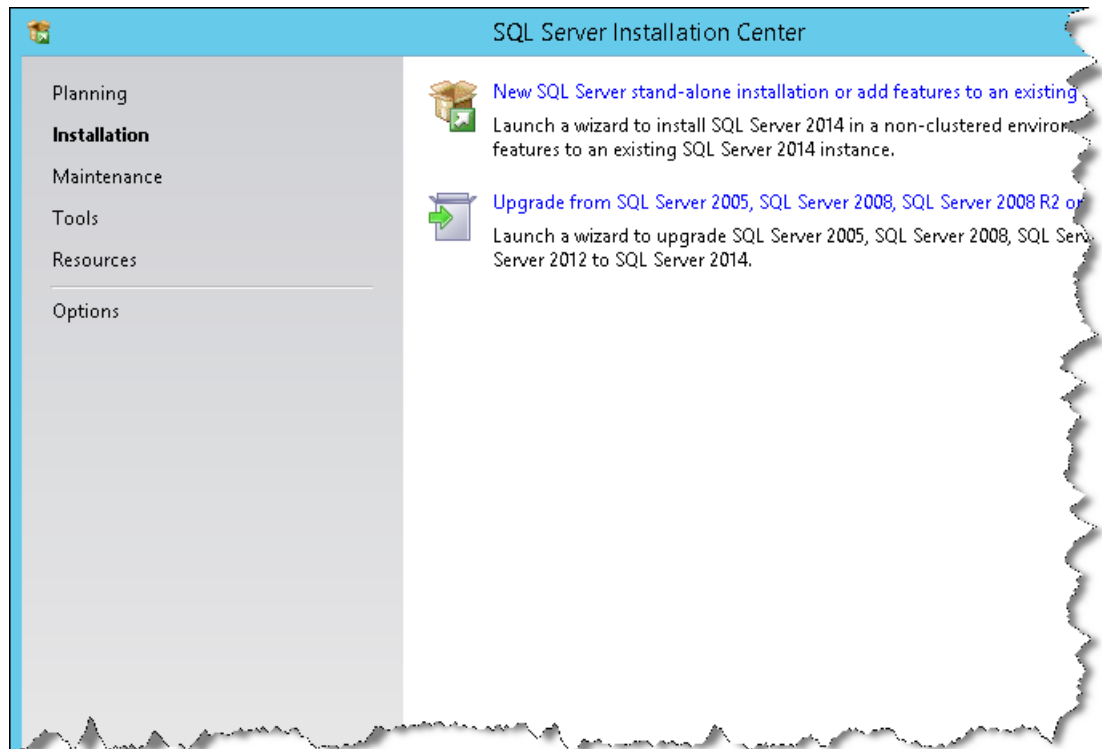 SQL Server Installation Center
Planning
Installation
Maintenance
Tools
Resources
Options
New SQL Server stand-alone installation or add features to an existing
Launch a wizard to install SQL Server 2014 in a non-clustered
features to an existing SQL Server 2014 instance.
Upgrade from SQL Server 2005, SQL Server 2008, SQL Server 2008 R2 or
Launch a wizard to upgrade SQL Server 2005, SQL Server 2008, SQL
Server 2012 to SQL Server 2014.